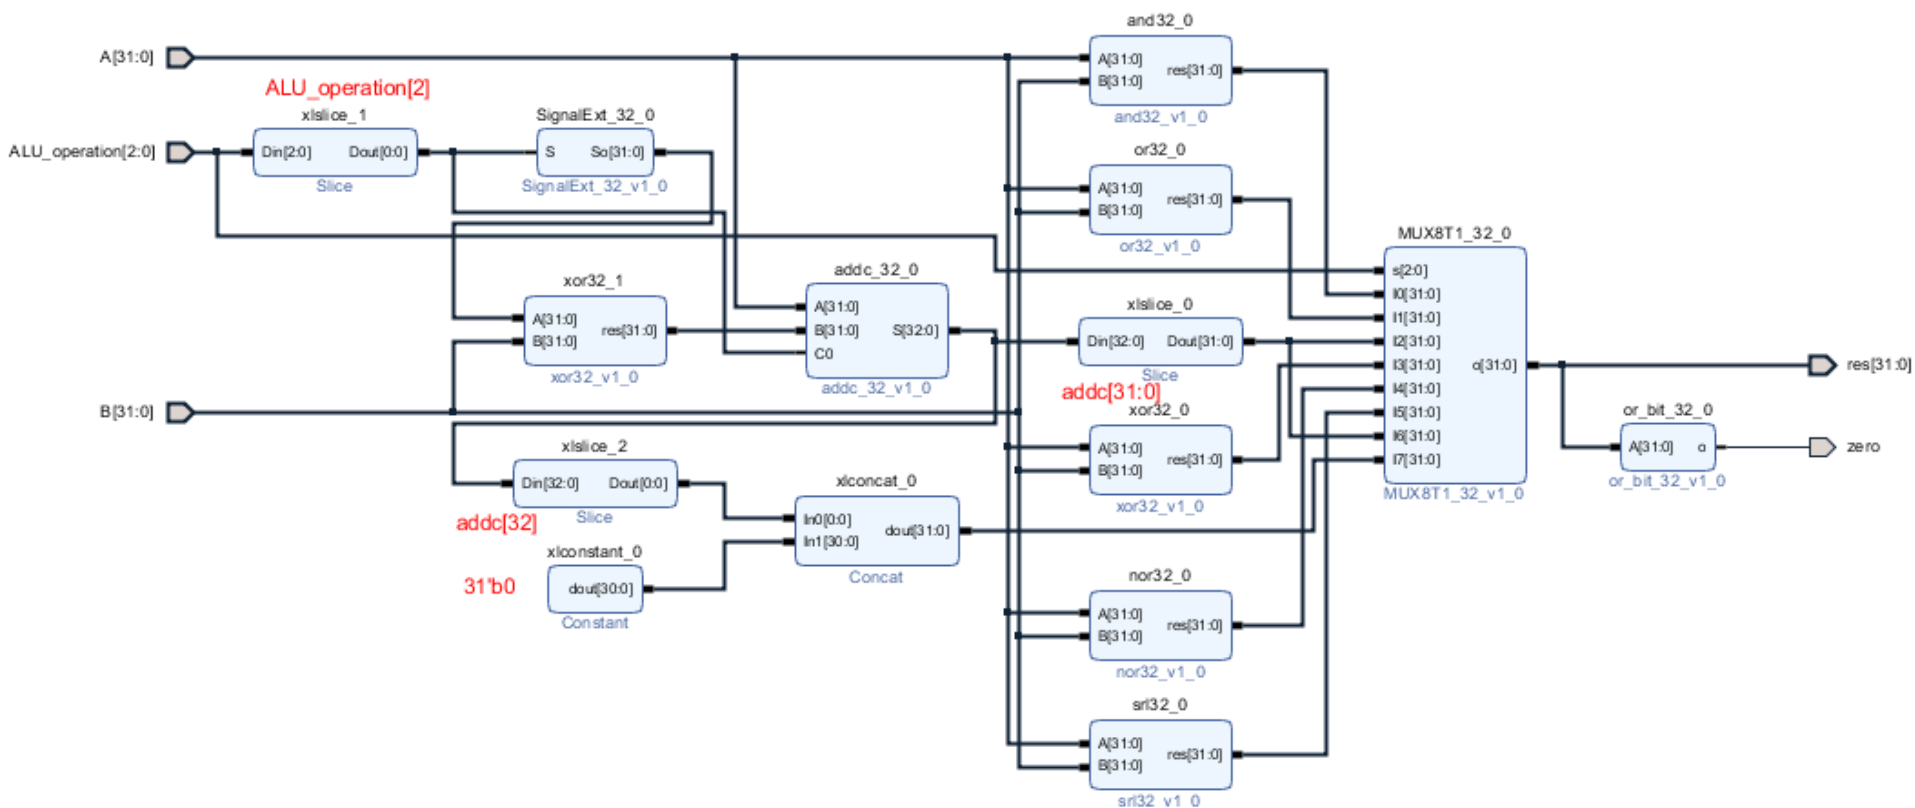 and32_0
A[31:0]
A[31:0]
res[31:0]
B[31:0]
and32_v1_0
ALU_operation[2]
xlslice_1
SignalExt_32_0
ALU_operation[2:0]
Din[2:0]
Dout[0:0]
S
So[31:0]
Slice
SignalExt_32_v1_0
or32_0
A[31:0]
res[31:0]
B[31:0]
or32_v1_0
MUX8T1_32_0
s[2:0]
I0[31:0]
I1[31:0]
I2[31:0]
I3[31:0]
I4[31:0]
I5[31:0]
I6[31:0]
I7[31:0]
o[31:0]
MUX8T1_32_v1_0
res[31:0]
xor32_1
A[31:0]
res[31:0]
B[31:0]
xor32_v1_0
addc_32_0
A[31:0]
B[31:0]
S[32:0]
C0
addc_32_v1_0
xlslice_0
Din[32:0]
Dout[31:0]
Slice
addc[31:0]
B[31:0]
xor32_0
A[31:0]
res[31:0]
B[31:0]
xor32_v1_0
or_bit_32_0
A[31:0]
o
or_bit_32_v1_0
zero
xlslice_2
Din[32:0]
Dout[0:0]
Slice
addc[32]
xlconcat_0
In0[0:0]
In1[30:0]
dout[31:0]
Concat
xlconstant_0
31'b0
dout[30:0]
Constant
nor32_0
A[31:0]
res[31:0]
B[31:0]
nor32_v1_0
srl32_0
A[31:0]
res[31:0]
B[31:0]
srl32_v1_0